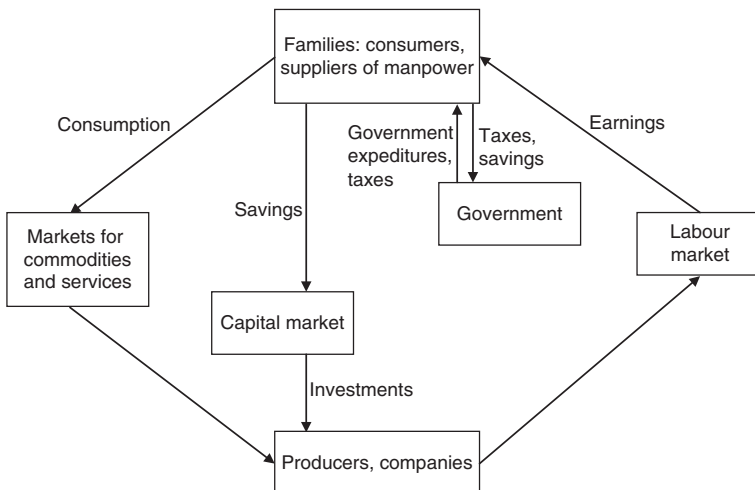 Families: consumers,
suppliers of manpower
Consumption
Government
expeditures,
taxes
Taxes,
savings
Earnings
Savings
Government
Markets for
commodities
and services
Labour
market
Capital market
Investments
Producers, companies